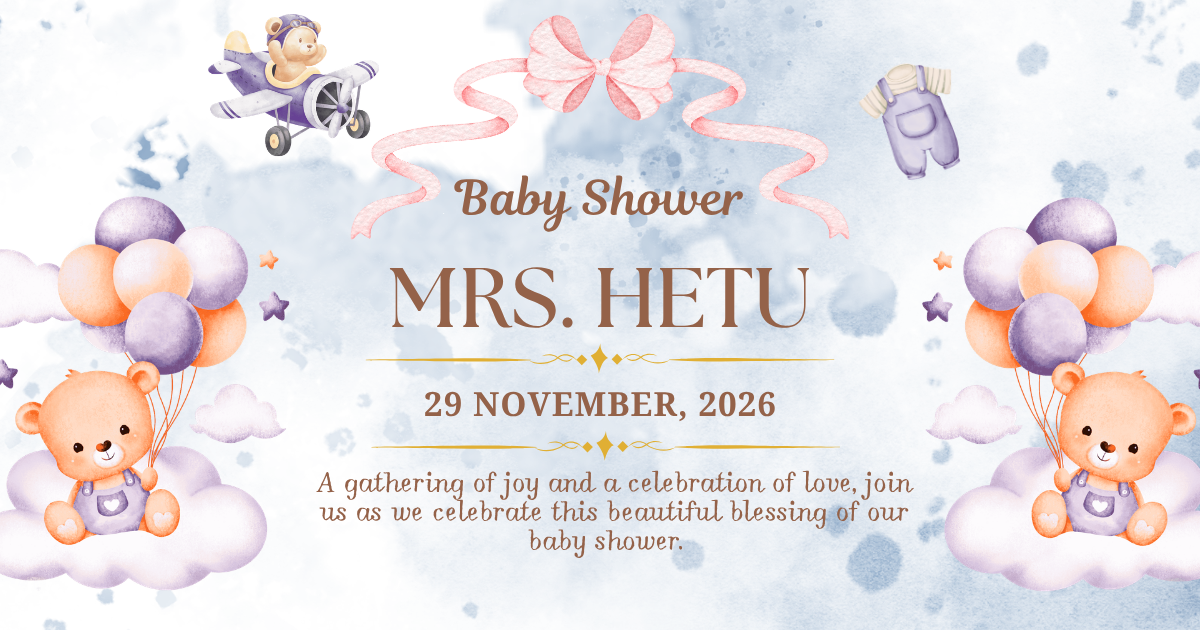 Baby Shower
MRS. HETU
29 NOVEMBER, 2026
A gathering of joy and a celebration of love, join
us as we celebrate this beautiful blessing of our
baby shower.